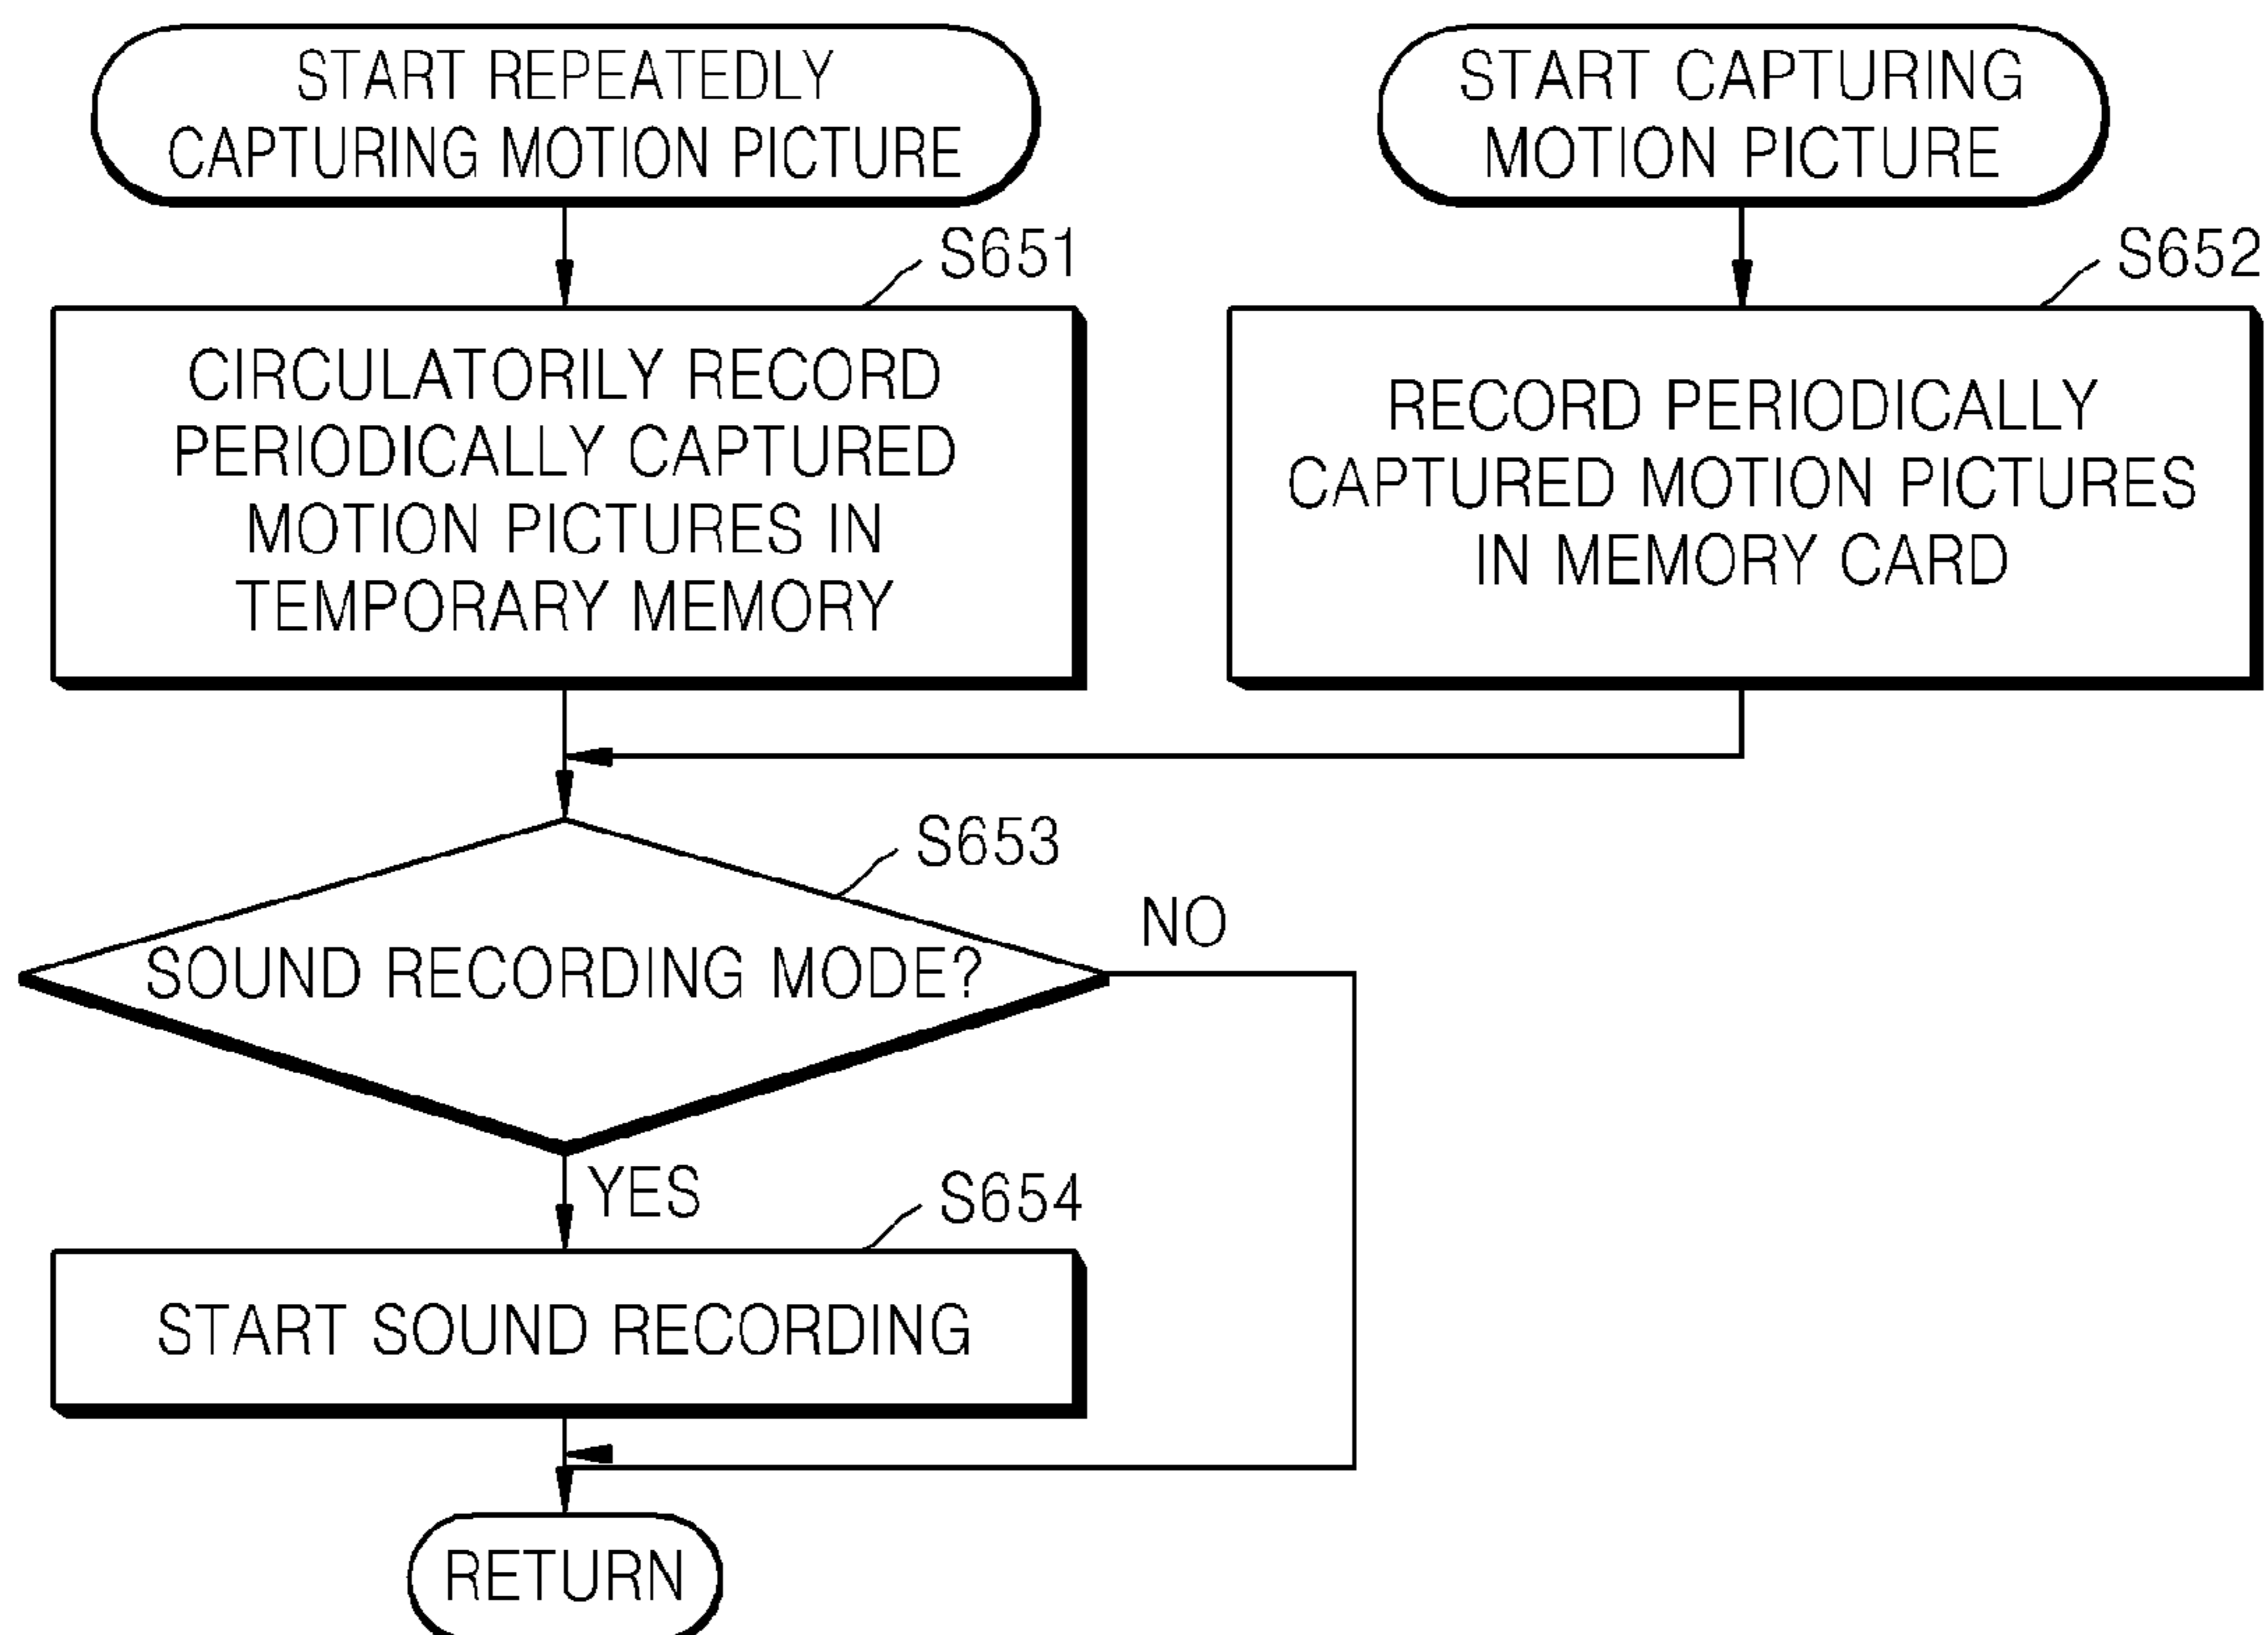 START REPEATEDLY
CAPTURING MOTION PICTURE
START CAPTURING
MOTION PICTURE
S651
CIRCULATORILY RECORD
PERIODICALLY CAPTURED
MOTION PICTURES IN
TEMPORARY MEMORY
S652
RECORD PERIODICALLY
CAPTURED MOTION PICTURES
IN MEMORY CARD
S653
SOUND RECORDING MODE?
NO
YES
S654
START SOUND RECORDING
RETURN